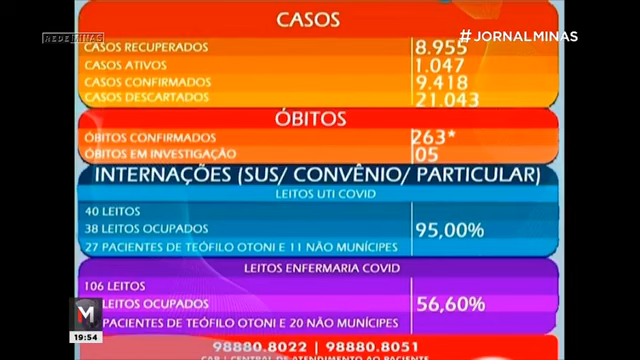 REDEMINAS
#JORNALMINAS
CASOS
CASOS RECUPERADOS 8.955
CASOS ATIVOS 1.047
CASOS CONFIRMADOS 9.418
CASOS DESCARTADOS 21.043
ÓBITOS
ÓBITOS CONFIRMADOS 263*
ÓBITOS EM INVESTIGAÇÃO 05
INTERNAÇÕES (SUS/ CONVÊNIO/ PARTICULAR)
LEITOS UTI COVID
40 LEITOS
38 LEITOS OCUPADOS 95,00%
27 PACIENTES DE TEÓFILO OTONI E 11 NÃO MUNÍCIPES
LEITOS ENFERMARIA COVID
106 LEITOS
LEITOS OCUPADOS 56,60%
PACIENTES DE TEÓFILO OTONI E 20 NÃO MUNÍCIPES
M
19:54
98880.8022 | 98880.8051
CAP | CENTRAL DE ATENDIMENTO AO PACIENTE